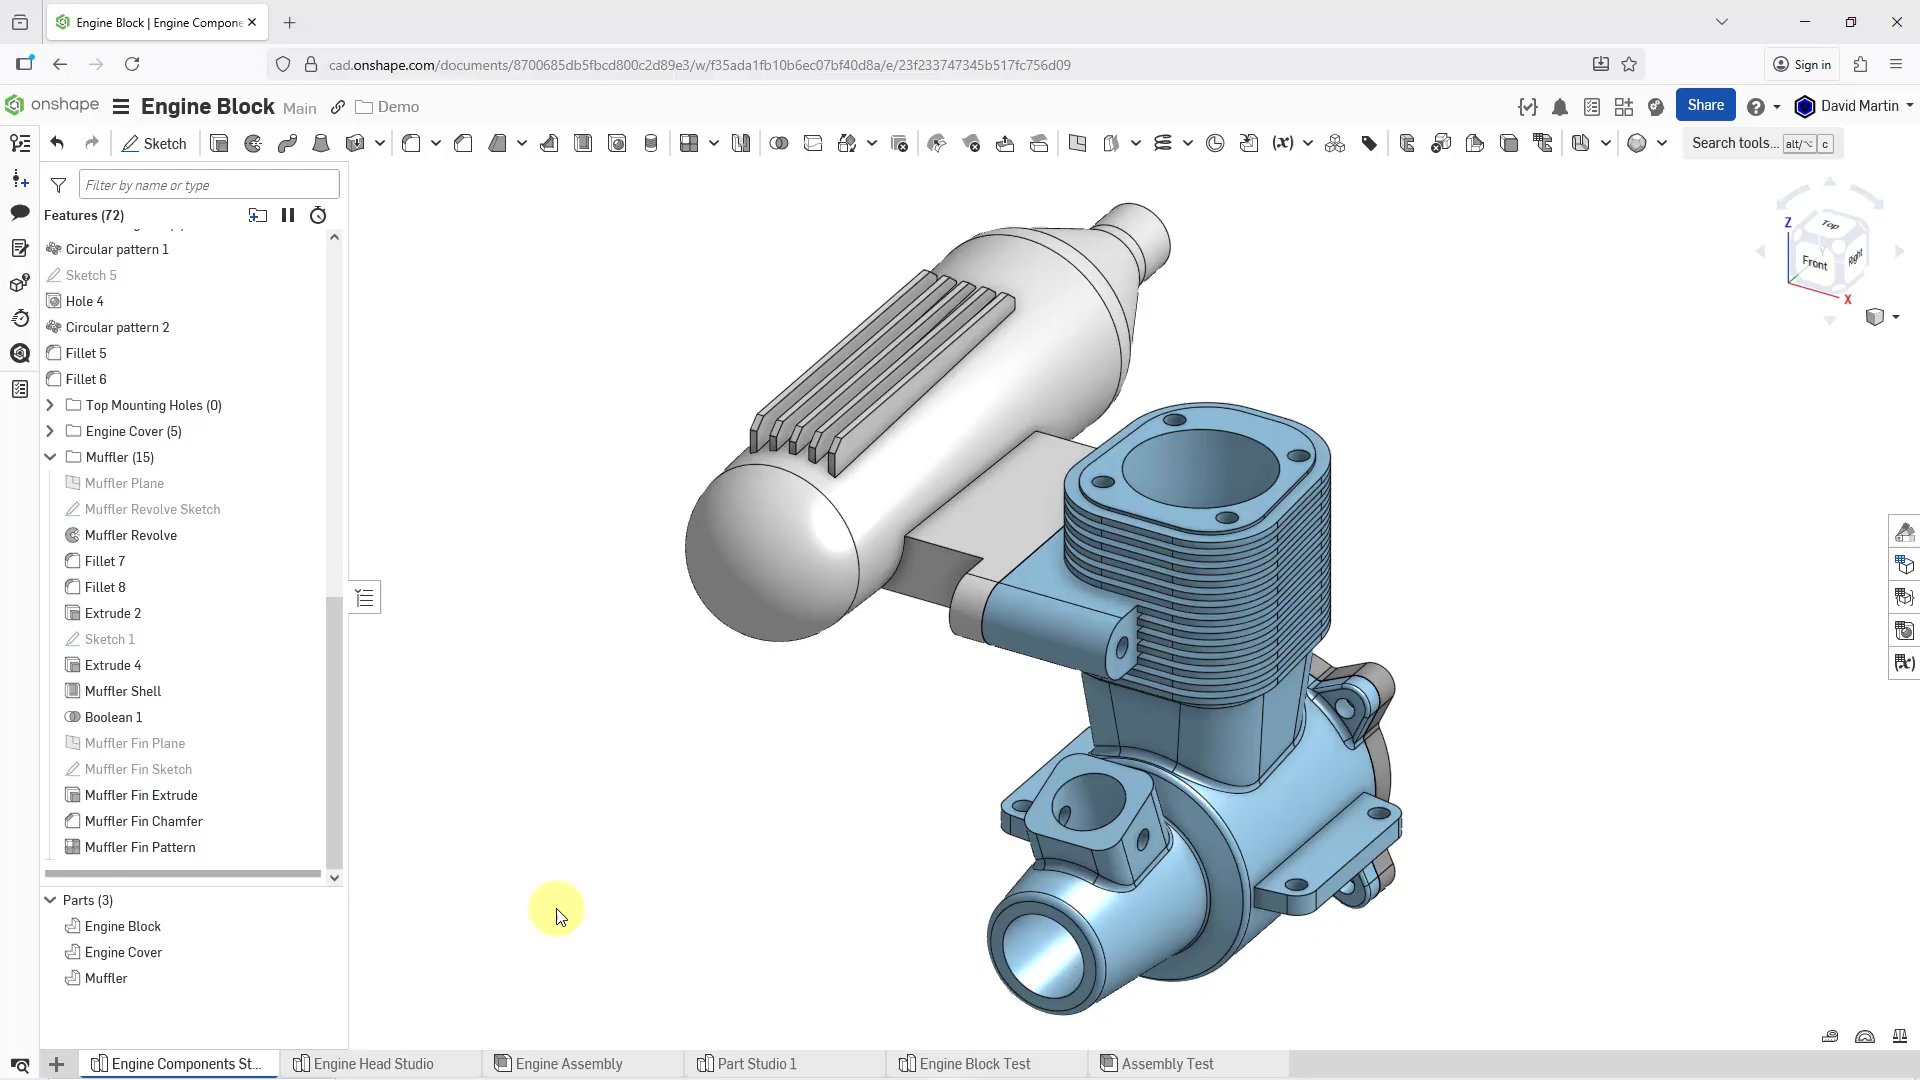 Engine Block | Engine Compone
Sign in
cad.onshape.com/documents/8700685db5fbcd800c2d89e3/w/f35ada1fb10b6ec07bf40d8a/e/23f233747345b517fc756d09
onshape
Engine Block Main
Demo
Share
David Martin
Sketch
Search tools... alt/⌥ c
Filter by name or type
Features (72)
Circular pattern 1
Sketch 5
Hole 4
Circular pattern 2
Fillet 5
Fillet 6
Top Mounting Holes (0)
Engine Cover (5)
Muffler (15)
Muffler Plane
Muffler Revolve Sketch
Muffler Revolve
Fillet 7
Fillet 8
Extrude 2
Sketch 1
Extrude 4
Muffler Shell
Boolean 1
Muffler Fin Plane
Muffler Fin Sketch
Muffler Fin Extrude
Muffler Fin Chamfer
Muffler Fin Pattern
Parts (3)
Engine Block
Engine Cover
Muffler
Z
Top
Front
Right
X
Engine Components St...
Engine Head Studio
Engine Assembly
Part Studio 1
Engine Block Test
Assembly Test